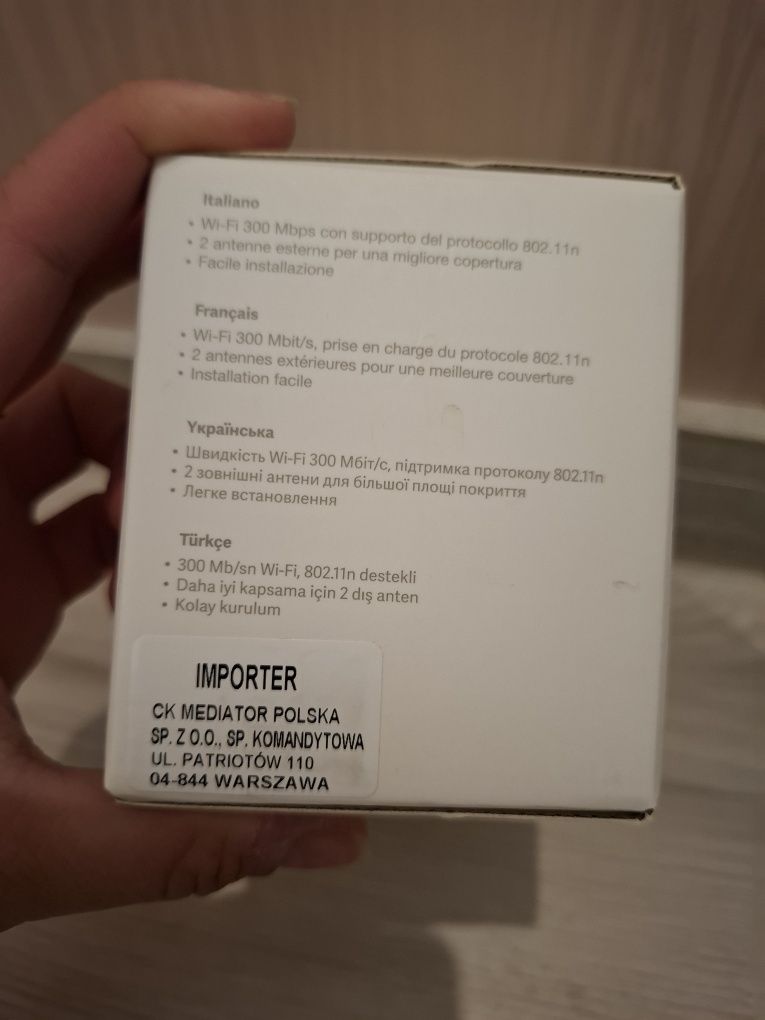 Italiano
• Wi-Fi 300 Mbps con supporto del protocollo 802.11n
• 2 antenne esterne per una migliore copertura
• Facile installazione
Français
• Wi-Fi 300 Mbit/s, prise en charge du protocole 802.11n
• 2 antennes extérieures pour une meilleure couverture
• Installation facile
Українська
• Швидкість Wi-Fi 300 Мбіт/с, підтримка протоколу 802.11n
• 2 зовнішні антени для більшої площі покриття
• Легке встановлення
Türkçe
• 300 Mb/sn Wi-Fi, 802.11n destekli
• Daha iyi kapsama için 2 dış anten
• Kolay kurulum
IMPORTER
CK MEDIATOR POLSKA
SP. Z O.O., SP. KOMANDYTOWA
UL. PATRIOTÓW 110
04-844 WARSZAWA